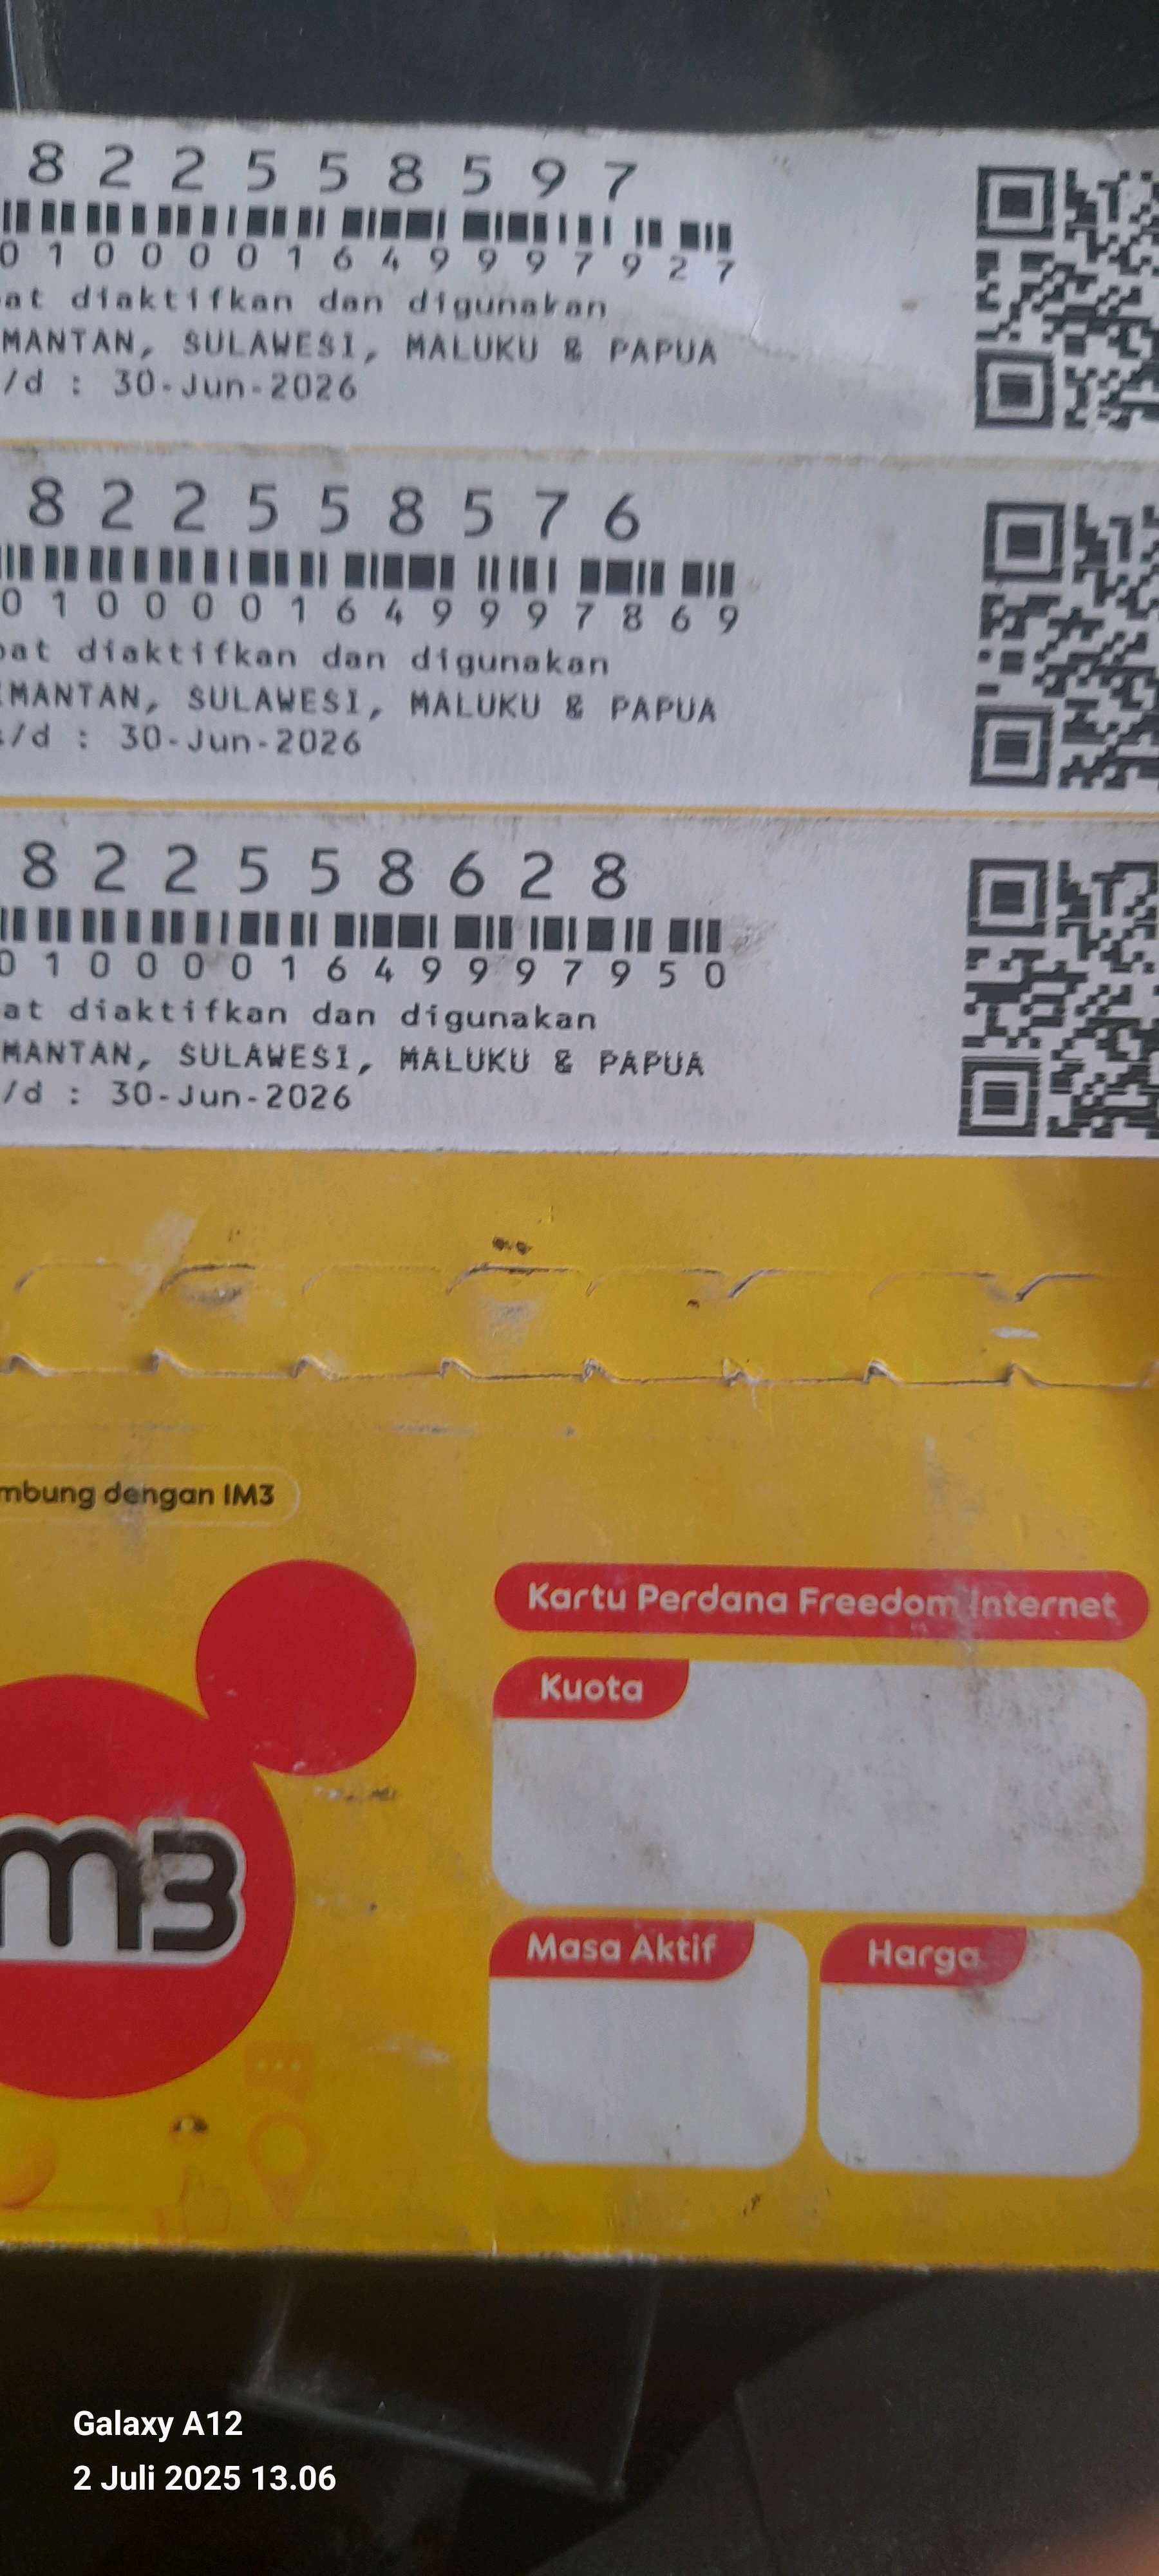 8 2 2 5 5 8 5 9 7
0 1 0 0 0 0 1 6 4 9 9 9 7 9 2 7
at diaktifkan dan digunakan
MANTAN, SULAWESI, MALUKU & PAPUA
/d : 30-Jun-2026
8 2 2 5 5 8 5 7 6
0 1 0 0 0 0 1 6 4 9 9 9 7 8 6 9
pat diaktifkan dan digunakan
EMANTAN, SULAWESI, MALUKU & PAPUA
s/d : 30-Jun-2026
8 2 2 5 5 8 6 2 8
0 1 0 0 0 0 1 6 4 9 9 9 7 9 5 0
at diaktifkan dan digunakan
MANTAN, SULAWESI, MALUKU & PAPUA
/d : 30-Jun-2026
mbung dengan IM3
Kartu Perdana Freedom Internet
Kuota
m3
Masa Aktif
Harga
Galaxy A12
2 Juli 2025 13.06